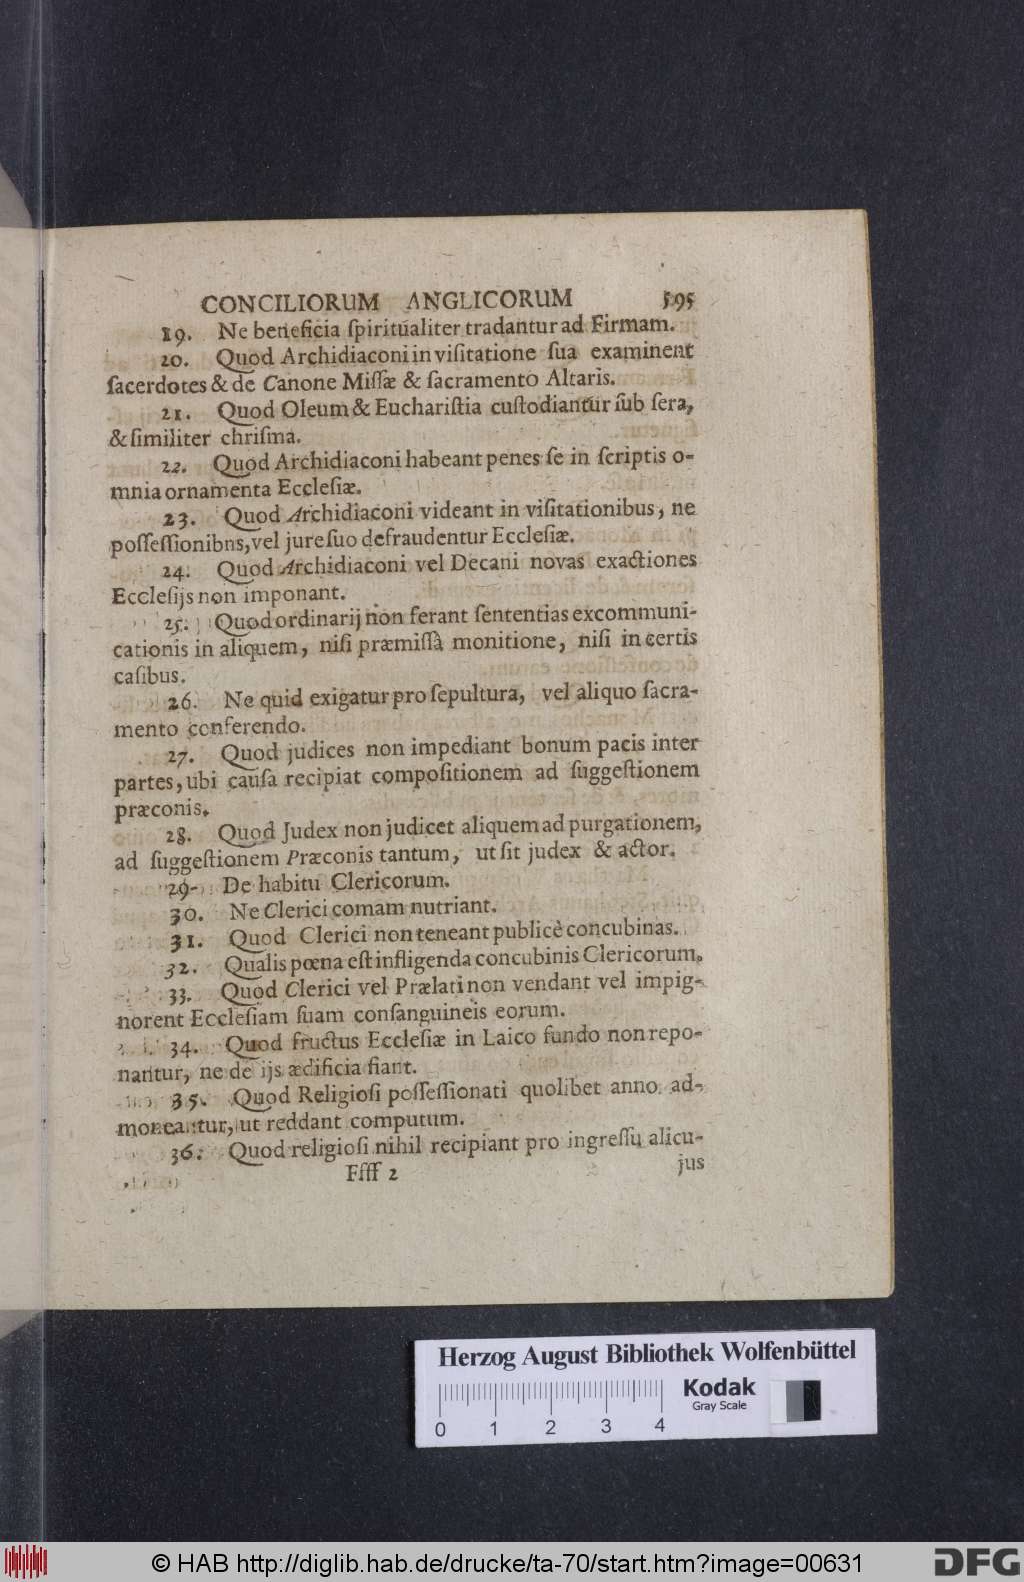 CONCILIORUM ANGLICORUM 595
19. Ne beneficia ſpiritualiter tradantur ad Firmam.
20. Quod Archidiaconi in viſitatione ſua examinent
ſacerdotes & de Canone Miſſæ & ſacramento Altaris.
21. Quod Oleum & Euchariſtia cuſtodiantur ſub ſera,
& ſimiliter chriſma.
22. Quod Archidiaconi habeant penes ſe in ſcriptis o-
mnia ornamenta Eccleſiæ.
23. Quod Archidiaconi videant in viſitationibus, ne
poſſeſſionibns, vel jure ſuo defraudentur Eccleſiæ.
24. Quod Archidiaconi vel Decani novas exactiones
Eccleſijs non imponant.
25. Quod ordinarij non ferant ſententias excommuni-
cationis in aliquem, niſi præmiſſâ monitione, niſi in certis
caſibus.
26. Ne quid exigatur pro ſepultura, vel aliquo ſacra-
mento conferendo.
27. Quod judices non impediant bonum pacis inter
partes, ubi cauſa recipiat compoſitionem ad ſuggeſtionem
præconis.
28. Quod Judex non judicet aliquem ad purgationem,
ad ſuggeſtionem Præconis tantum, ut ſit judex & actor.
29. De habitu Clericorum.
30. Ne Clerici comam nutriant.
31. Quod Clerici non teneant publicè concubinas.
32. Qualis pœna eſt infligenda concubinis Clericorum.
33. Quod Clerici vel Prælati non vendant vel impig-
norent Eccleſiam ſuam conſanguineis eorum.
34. Quod fructus Eccleſiæ in Laico fundo non repo-
nantur, ne de ijs ædificia fiant.
35. Quod Religioſi poſſeſſionati quolibet anno ad-
moneantur, ut reddant computum.
36. Quod religioſi nihil recipiant pro ingreſſu alicu-
Fſſſ 2 jus
Herzog August Bibliothek Wolfenbüttel
Kodak
Gray Scale
0 1 2 3 4
© HAB http://diglib.hab.de/drucke/ta-70/start.htm?image=00631
DFG